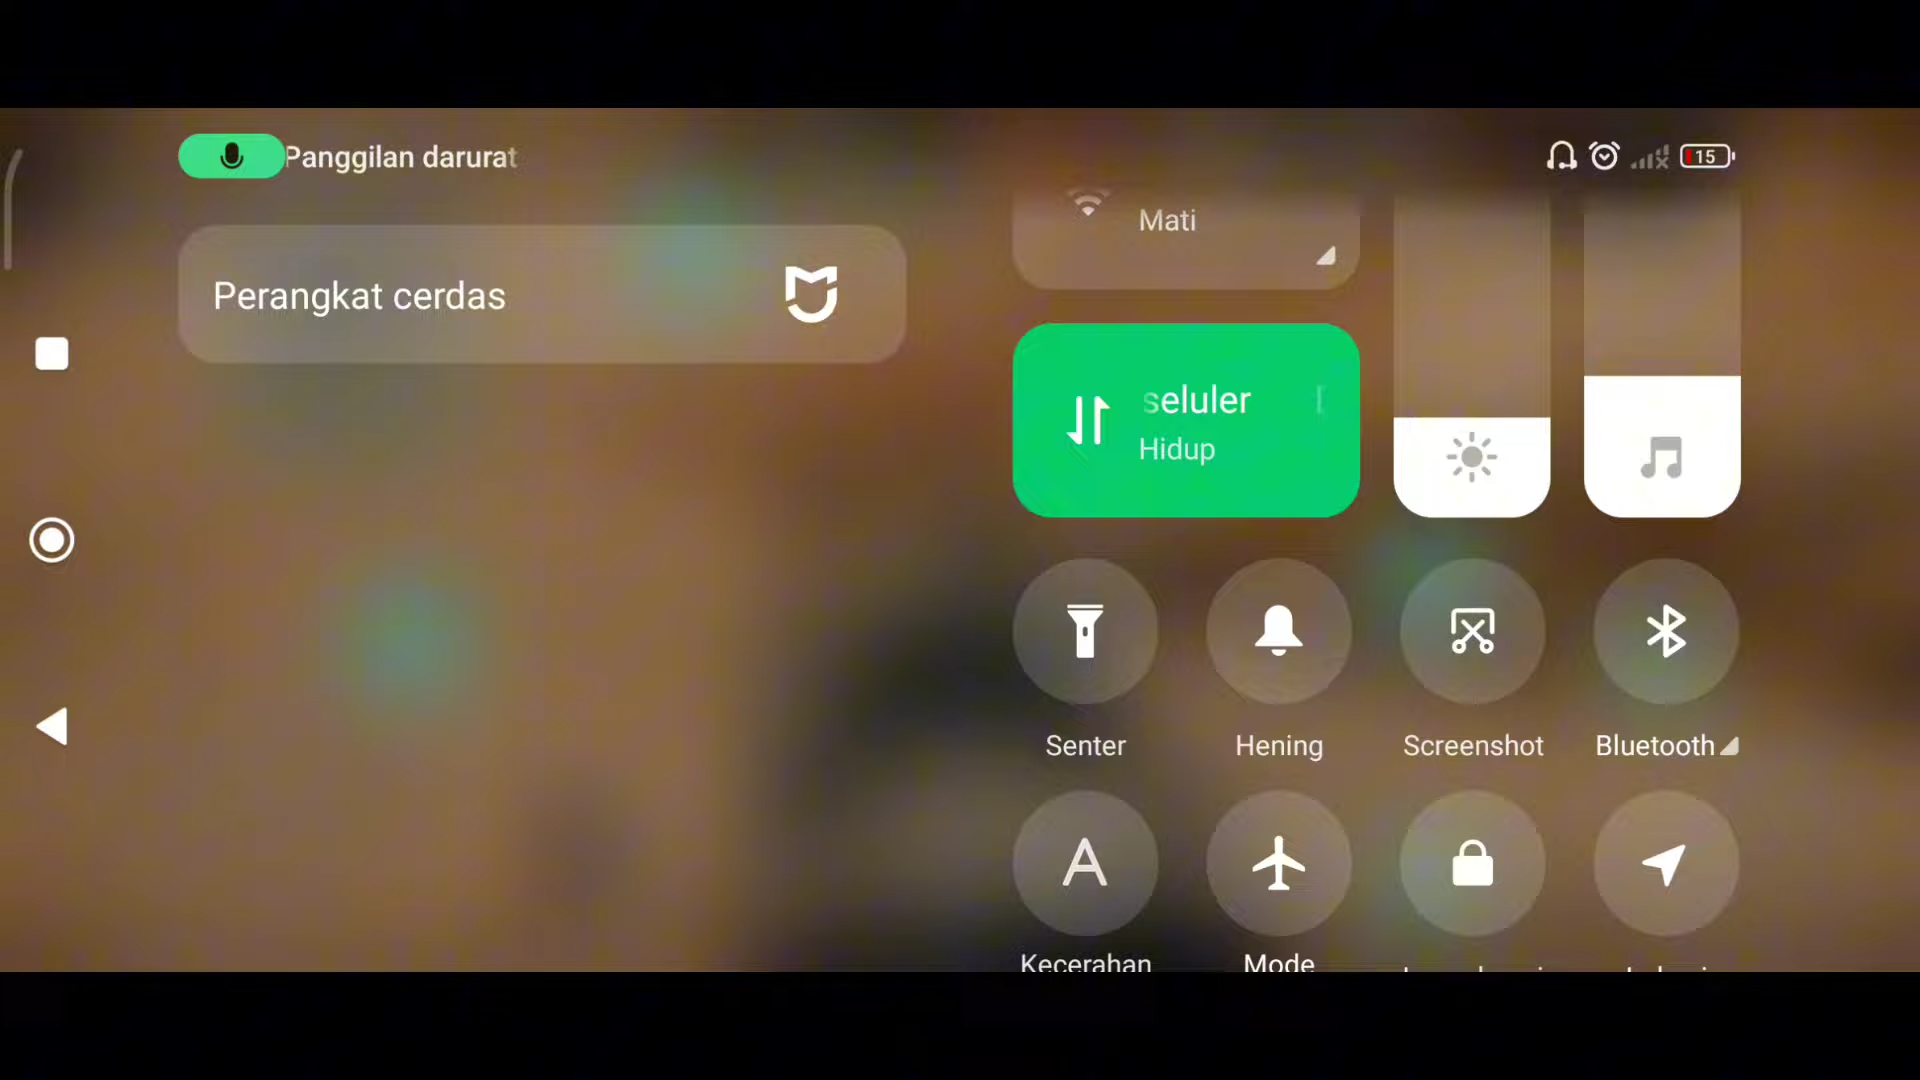 Panggilan darurat
15
Perangkat cerdas
Mati
seluler
Hidup
Senter
Hening
Screenshot
Bluetooth
A
Kecerahan
Mode